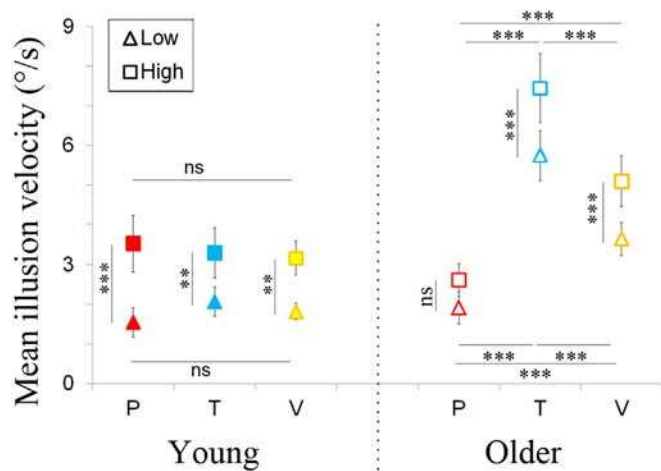 Mean illusion velocity (°/s)
9
6
3
0
Low
High
ns
***
**
**
ns
P
T
V
Young
***
***
***
***
***
ns
***
***
***
P
T
V
Older